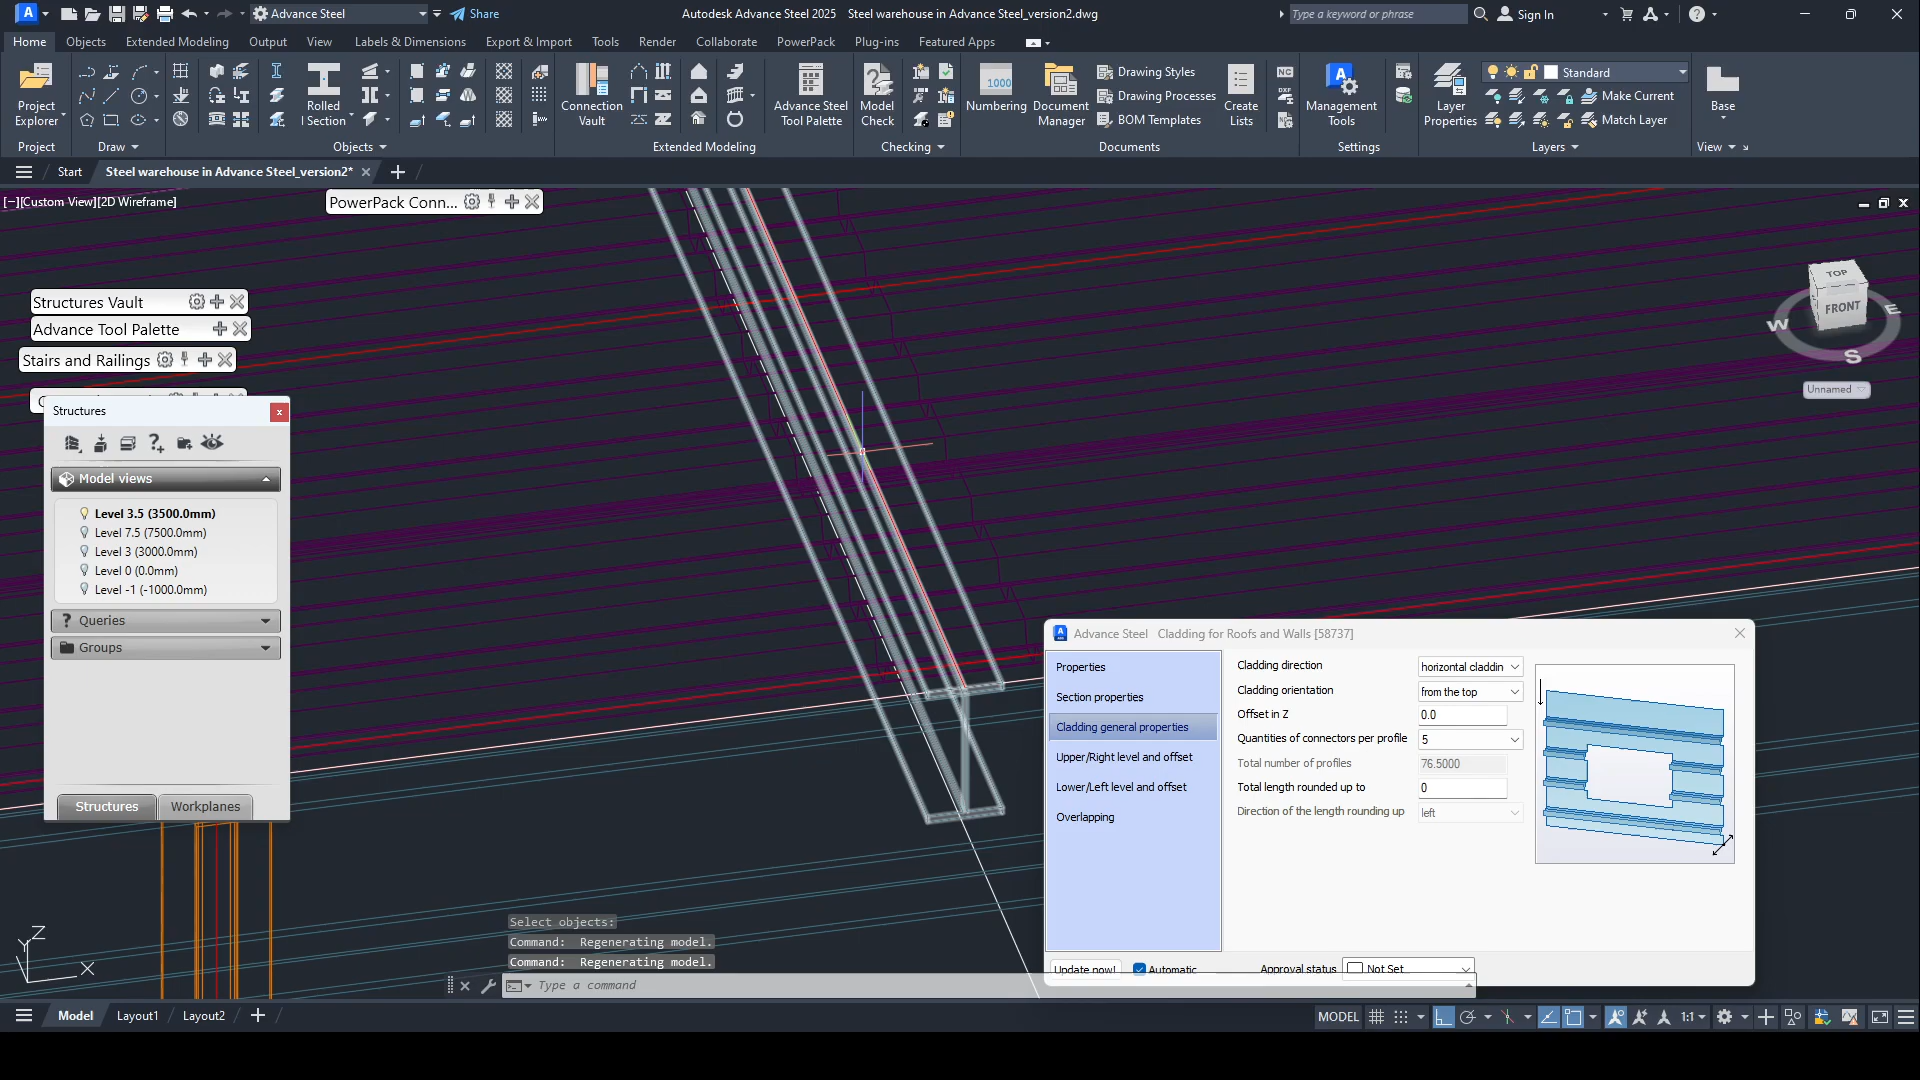 Advance Steel
Share
Autodesk Advance Steel 2025 Steel warehouse in Advance Steel_version2.dwg
Type a keyword or phrase
Sign In
Home
Objects
Extended Modeling
Output
View
Labels & Dimensions
Export & Import
Tools
Render
Collaborate
PowerPack
Plug-ins
Featured Apps
Project
Explorer
Rolled
I Section
Connection
Vault
Advance Steel
Tool Palette
Model
Check
1000
Numbering
Document
Manager
Drawing Styles
Drawing Processes
BOM Templates
Create
Lists
NC
DXF
Management
Tools
Layer
Properties
Standard
Make Current
Match Layer
Base
Project
Draw
Objects
Extended Modeling
Checking
Documents
Settings
Layers
View
Start
Steel warehouse in Advance Steel_version2*
[−][Custom View][2D Wireframe]
PowerPack Conn...
TOP
FRONT
W
E
S
Unnamed
Structures Vault
Advance Tool Palette
Stairs and Railings
Structures
Model views
Level 3.5 (3500.0mm)
Level 7.5 (7500.0mm)
Level 3 (3000.0mm)
Level 0 (0.0mm)
Level -1 (-1000.0mm)
Queries
Groups
Structures
Workplanes
Advance Steel Cladding for Roofs and Walls [58737]
Properties
Section properties
Cladding general properties
Upper/Right level and offset
Lower/Left level and offset
Overlapping
Cladding direction
horizontal claddin
Cladding orientation
from the top
Offset in Z
0.0
Quantities of connectors per profile
5
Total number of profiles
76.5000
Total length rounded up to
0
Direction of the length rounding up
left
Update now!
Automatic
Approval status
Not Set
Select objects:
Command: Regenerating model.
Command: Regenerating model.
Type a command
Z
Y
X
Model
Layout1
Layout2
MODEL
1:1